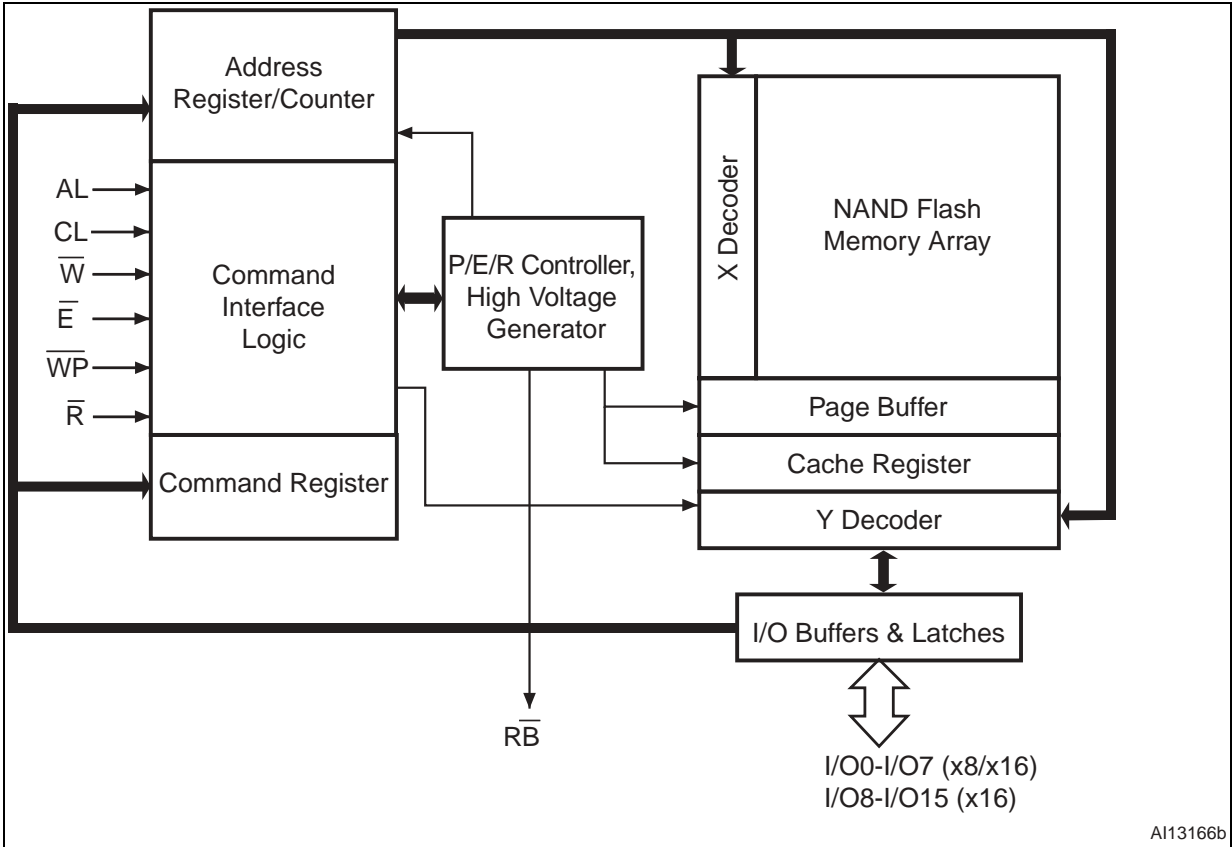 Address
Register/Counter
AL
CL
W̅
E̅
W̅P̅
R̅
Command
Interface
Logic
Command Register
P/E/R Controller,
High Voltage
Generator
X Decoder
NAND Flash
Memory Array
Page Buffer
Cache Register
Y Decoder
I/O Buffers & Latches
RB̅
I/O0-I/O7 (x8/x16)
I/O8-I/O15 (x16)
AI13166b